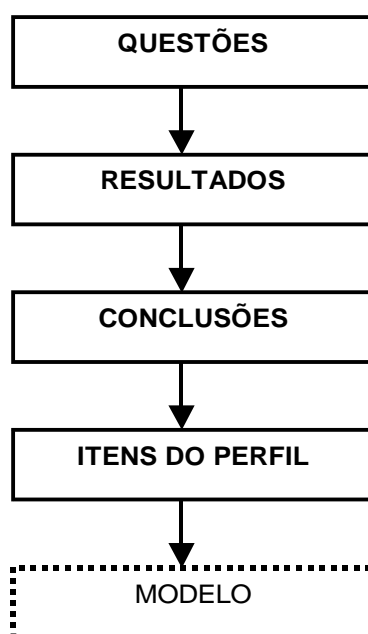 QUESTÕES
RESULTADOS
CONCLUSÕES
ITENS DO PERFIL
MODELO